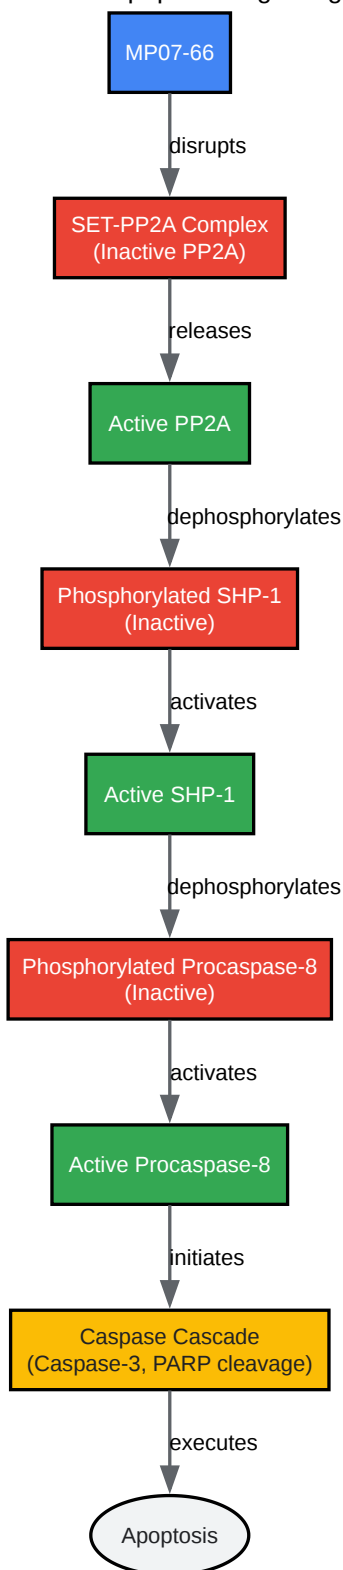 MP07-66
disrupts
SET-PP2A Complex
(Inactive PP2A)
releases
Active PP2A
dephosphorylates
Phosphorylated SHP-1
(Inactive)
activates
Active SHP-1
dephosphorylates
Phosphorylated Procaspase-8
(Inactive)
activates
Active Procaspase-8
initiates
Caspase Cascade
(Caspase-3, PARP cleavage)
executes
Apoptosis